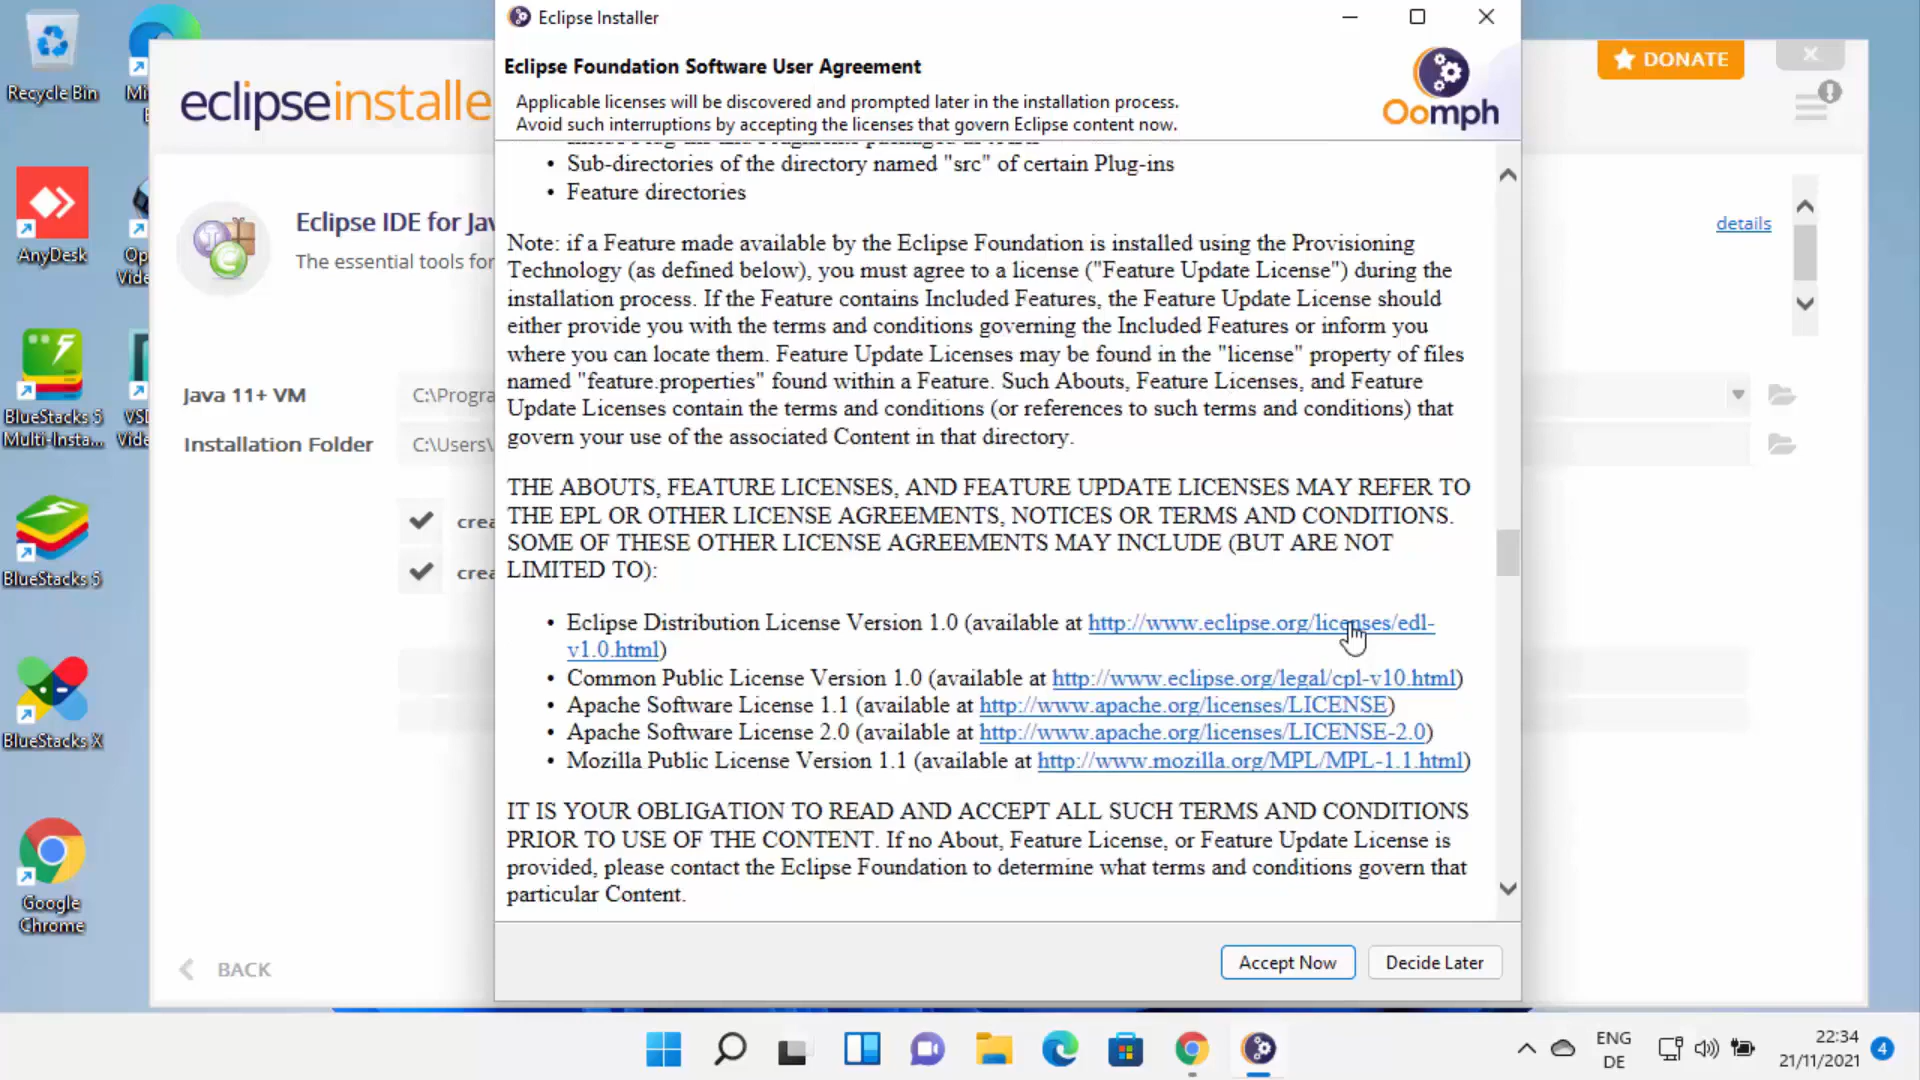 Eclipse Installer
Eclipse Foundation Software User Agreement
Applicable licenses will be discovered and prompted later in the installation process.
Avoid such interruptions by accepting the licenses that govern Eclipse content now.
Oomph
DONATE
eclipseinstalle
Recycle Bin
AnyDesk
BlueStacks 5
Multi-Insta...
BlueStacks 5
BlueStacks X
Google
Chrome
Eclipse IDE for Jav
The essential tools for
details
Java 11+ VM
C:\Progra
Installation Folder
C:\Users\
crea
crea
BACK
• Sub-directories of the directory named "src" of certain Plug-ins
• Feature directories
Note: if a Feature made available by the Eclipse Foundation is installed using the Provisioning
Technology (as defined below), you must agree to a license ("Feature Update License") during the
installation process. If the Feature contains Included Features, the Feature Update License should
either provide you with the terms and conditions governing the Included Features or inform you
where you can locate them. Feature Update Licenses may be found in the "license" property of files
named "feature.properties" found within a Feature. Such Abouts, Feature Licenses, and Feature
Update Licenses contain the terms and conditions (or references to such terms and conditions) that
govern your use of the associated Content in that directory.
THE ABOUTS, FEATURE LICENSES, AND FEATURE UPDATE LICENSES MAY REFER TO
THE EPL OR OTHER LICENSE AGREEMENTS, NOTICES OR TERMS AND CONDITIONS.
SOME OF THESE OTHER LICENSE AGREEMENTS MAY INCLUDE (BUT ARE NOT
LIMITED TO):
• Eclipse Distribution License Version 1.0 (available at http://www.eclipse.org/licenses/edl-
v1.0.html)
• Common Public License Version 1.0 (available at http://www.eclipse.org/legal/cpl-v10.html)
• Apache Software License 1.1 (available at http://www.apache.org/licenses/LICENSE)
• Apache Software License 2.0 (available at http://www.apache.org/licenses/LICENSE-2.0)
• Mozilla Public License Version 1.1 (available at http://www.mozilla.org/MPL/MPL-1.1.html)
IT IS YOUR OBLIGATION TO READ AND ACCEPT ALL SUCH TERMS AND CONDITIONS
PRIOR TO USE OF THE CONTENT. If no About, Feature License, or Feature Update License is
provided, please contact the Eclipse Foundation to determine what terms and conditions govern that
particular Content.
Accept Now
Decide Later
ENG
DE
22:34
21/11/2021
4